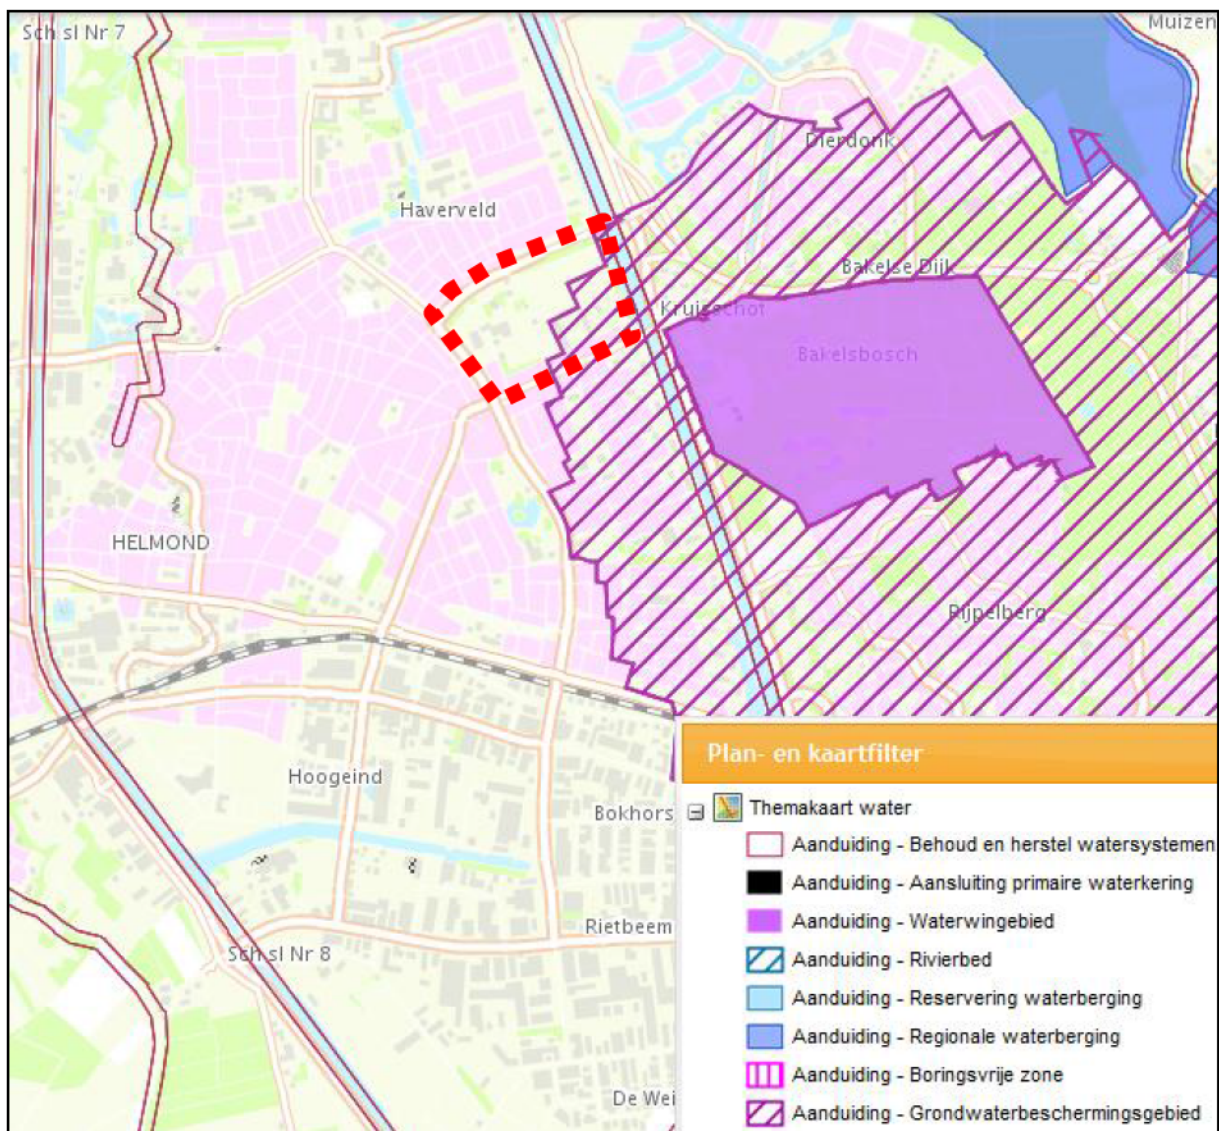 Sch sl Nr 7
Muizen
Dierdonk
Haverveld
Bakelse Dijk
Kruisschot
Bakelsbosch
HELMOND
Rijpelberg
Hoogeind
Bokhors
Rietbeem
Sch sl Nr 8
De Wei
Plan- en kaartfilter
Themakaart water
Aanduiding - Behoud en herstel watersystemen
Aanduiding - Aansluiting primaire waterkering
Aanduiding - Waterwingebied
Aanduiding - Rivierbed
Aanduiding - Reservering waterberging
Aanduiding - Regionale waterberging
Aanduiding - Boringsvrije zone
Aanduiding - Grondwaterbeschermingsgebied